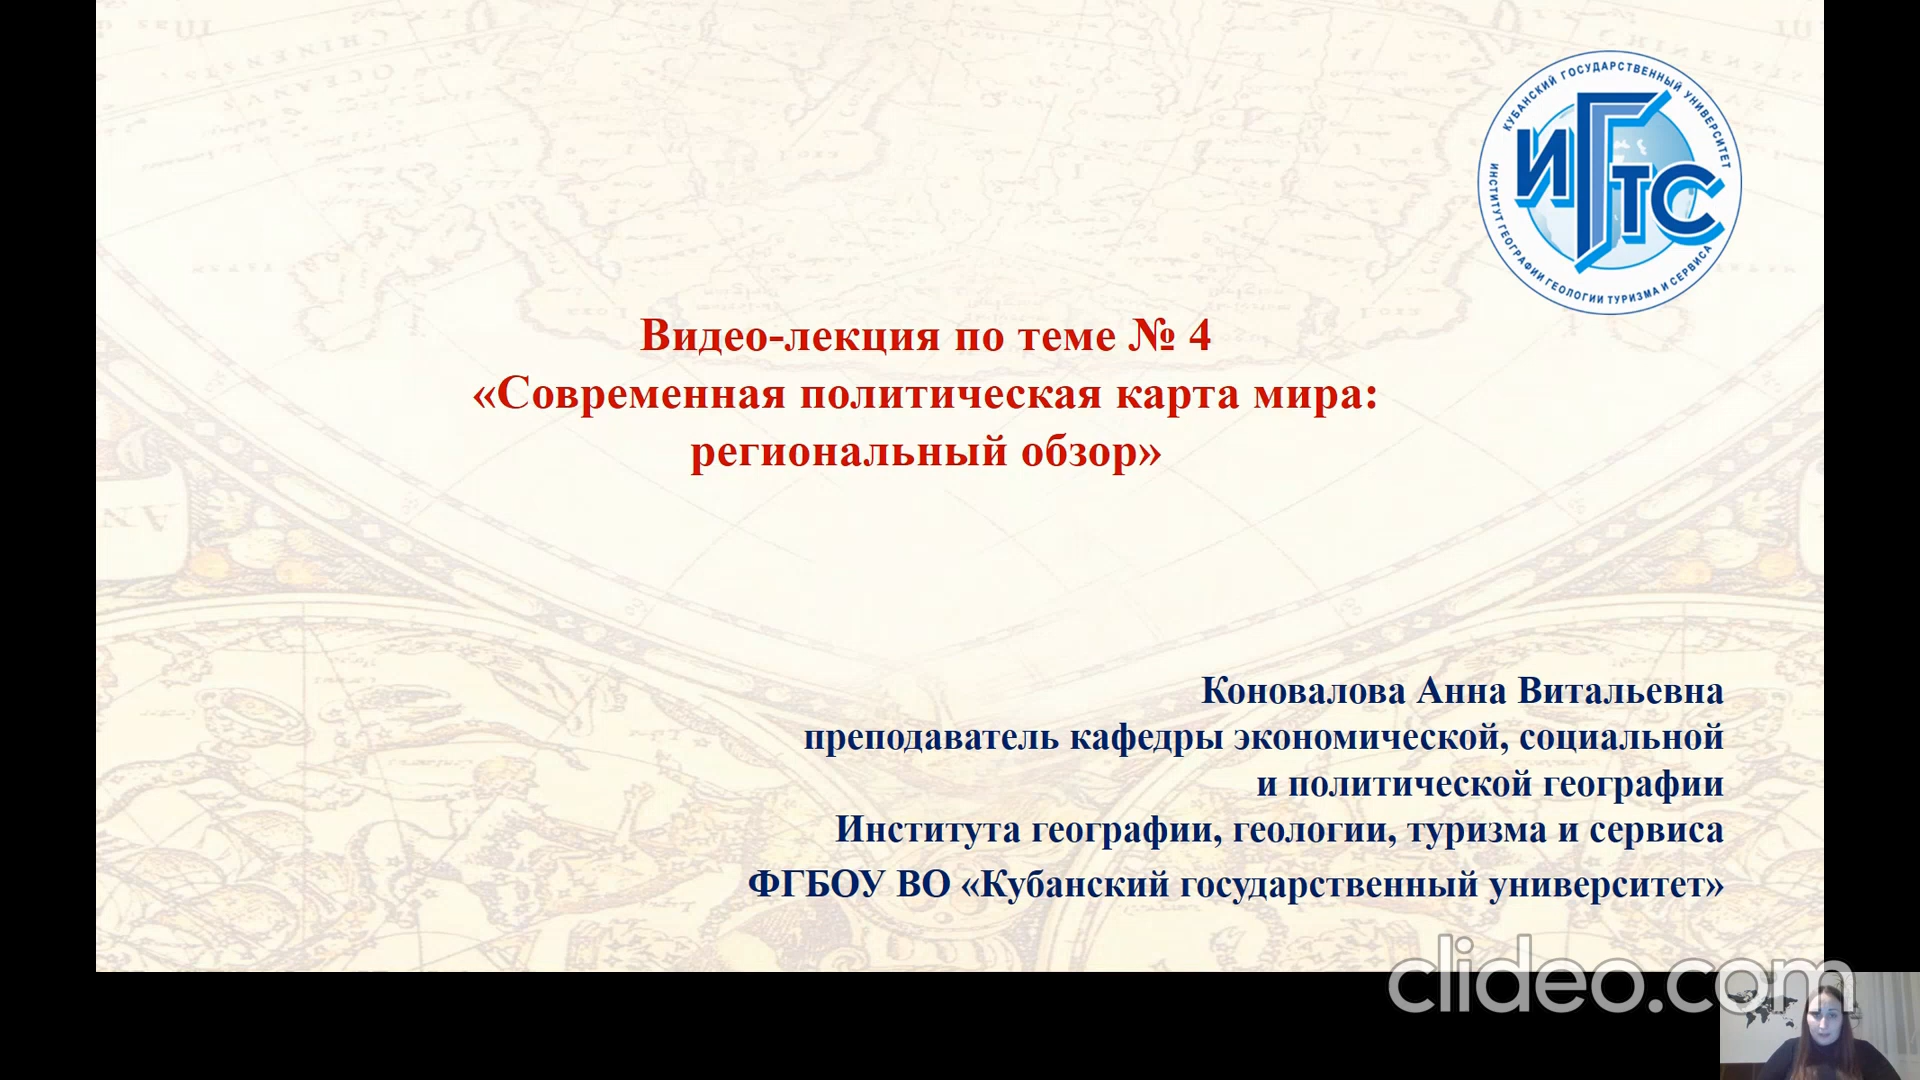 КУБАНСКИЙ ГОСУДАРСТВЕННЫЙ УНИВЕРСИТЕТ
ИГТС
ИНСТИТУТ ГЕОГРАФИИ ГЕОЛОГИИ ТУРИЗМА И СЕРВИСА
Видео-лекция по теме № 4
«Современная политическая карта мира:
региональный обзор»
Коновалова Анна Витальевна
преподаватель кафедры экономической, социальной
и политической географии
Института географии, геологии, туризма и сервиса
ФГБОУ ВО «Кубанский государственный университет»
clideo.com